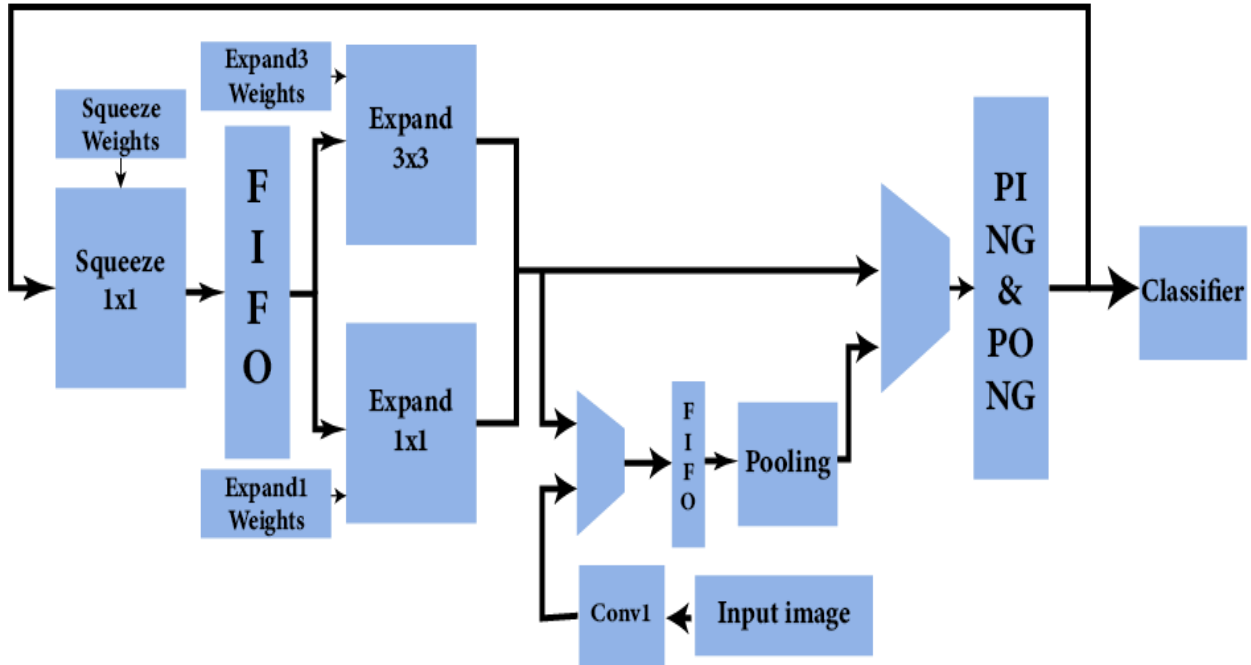 Expand3
Weights
Squeeze
Weights
Expand
3x3
F
I
F
O
Squeeze
1x1
PI
NG
&
PO
NG
Classifier
Expand
1x1
Expand1
Weights
F
I
F
O
Pooling
Conv1
Input image